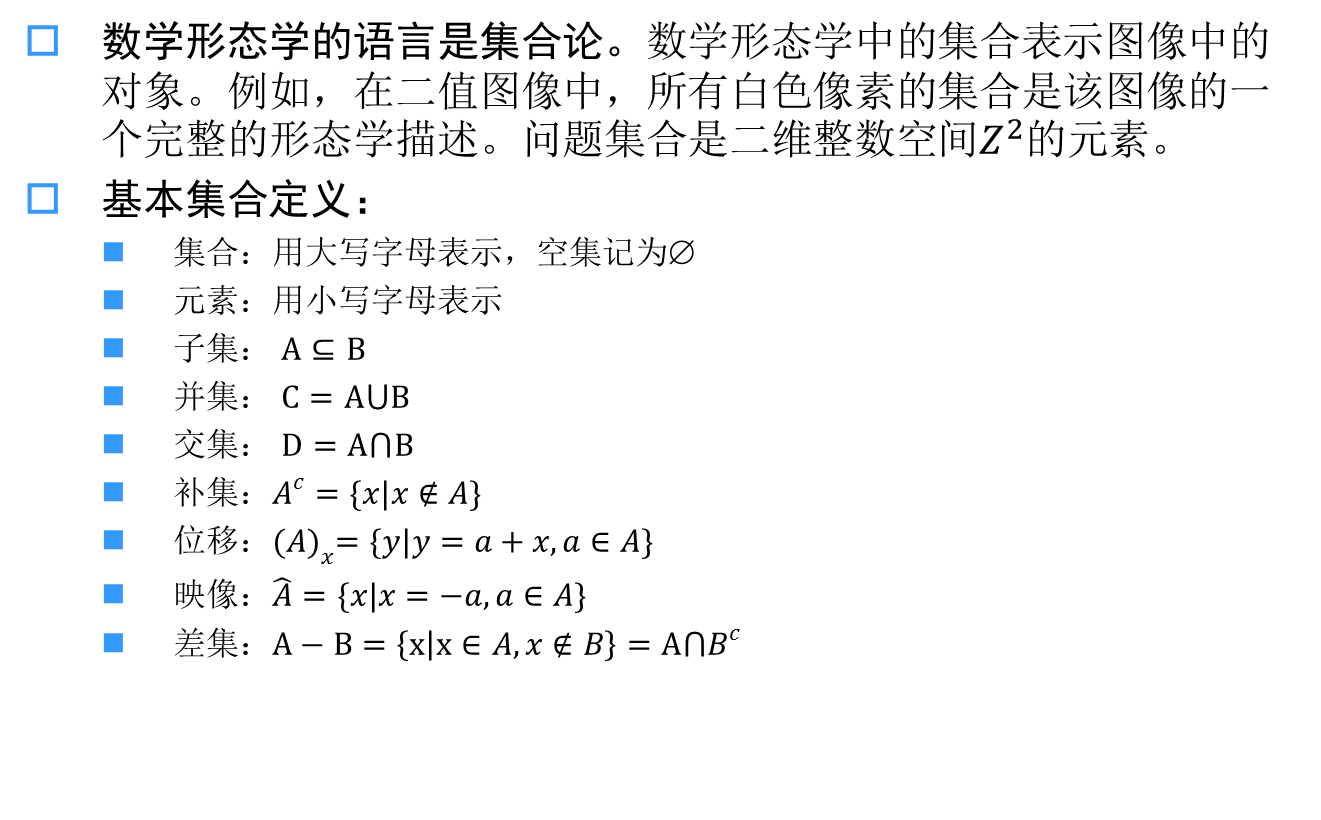 数学形态学的语言是集合论。数学形态学中的集合表示图像中的
对象。例如，在二值图像中，所有白色像素的集合是该图像的一
个完整的形态学描述。问题集合是二维整数空间Z²的元素。
基本集合定义：
集合：用大写字母表示，空集记为∅
元素：用小写字母表示
子集： A ⊆ B
并集： C = A⋃B
交集： D = A⋂B
补集：Aᶜ = {x|x ∉ A}
位移：(A)ₓ= {y|y = a + x, a ∈ A}
映像：Â = {x|x = −a, a ∈ A}
差集：A − B = {x|x ∈ A, x ∉ B} = A⋂Bᶜ